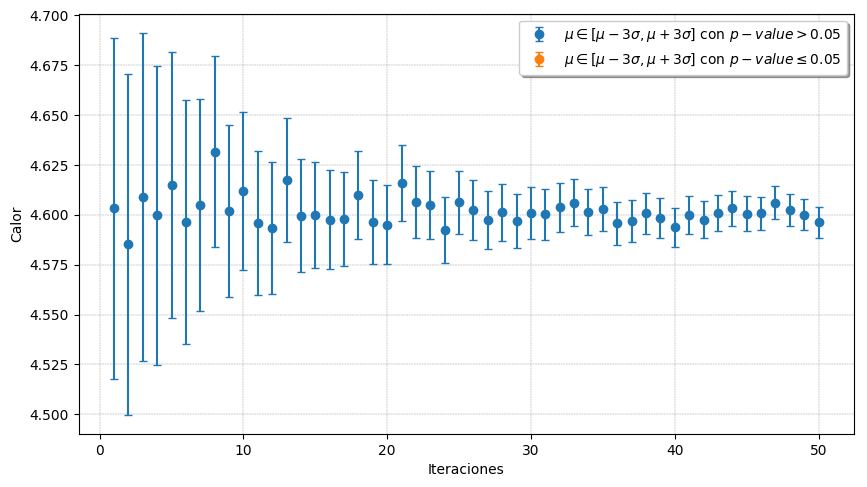 4.700
4.675
4.650
4.625
4.600
4.575
4.550
4.525
4.500
Calor
μ ∈ [μ − 3σ, μ + 3σ] con p − value > 0.05
μ ∈ [μ − 3σ, μ + 3σ] con p − value ≤ 0.05
0 10 20 30 40 50
Iteraciones